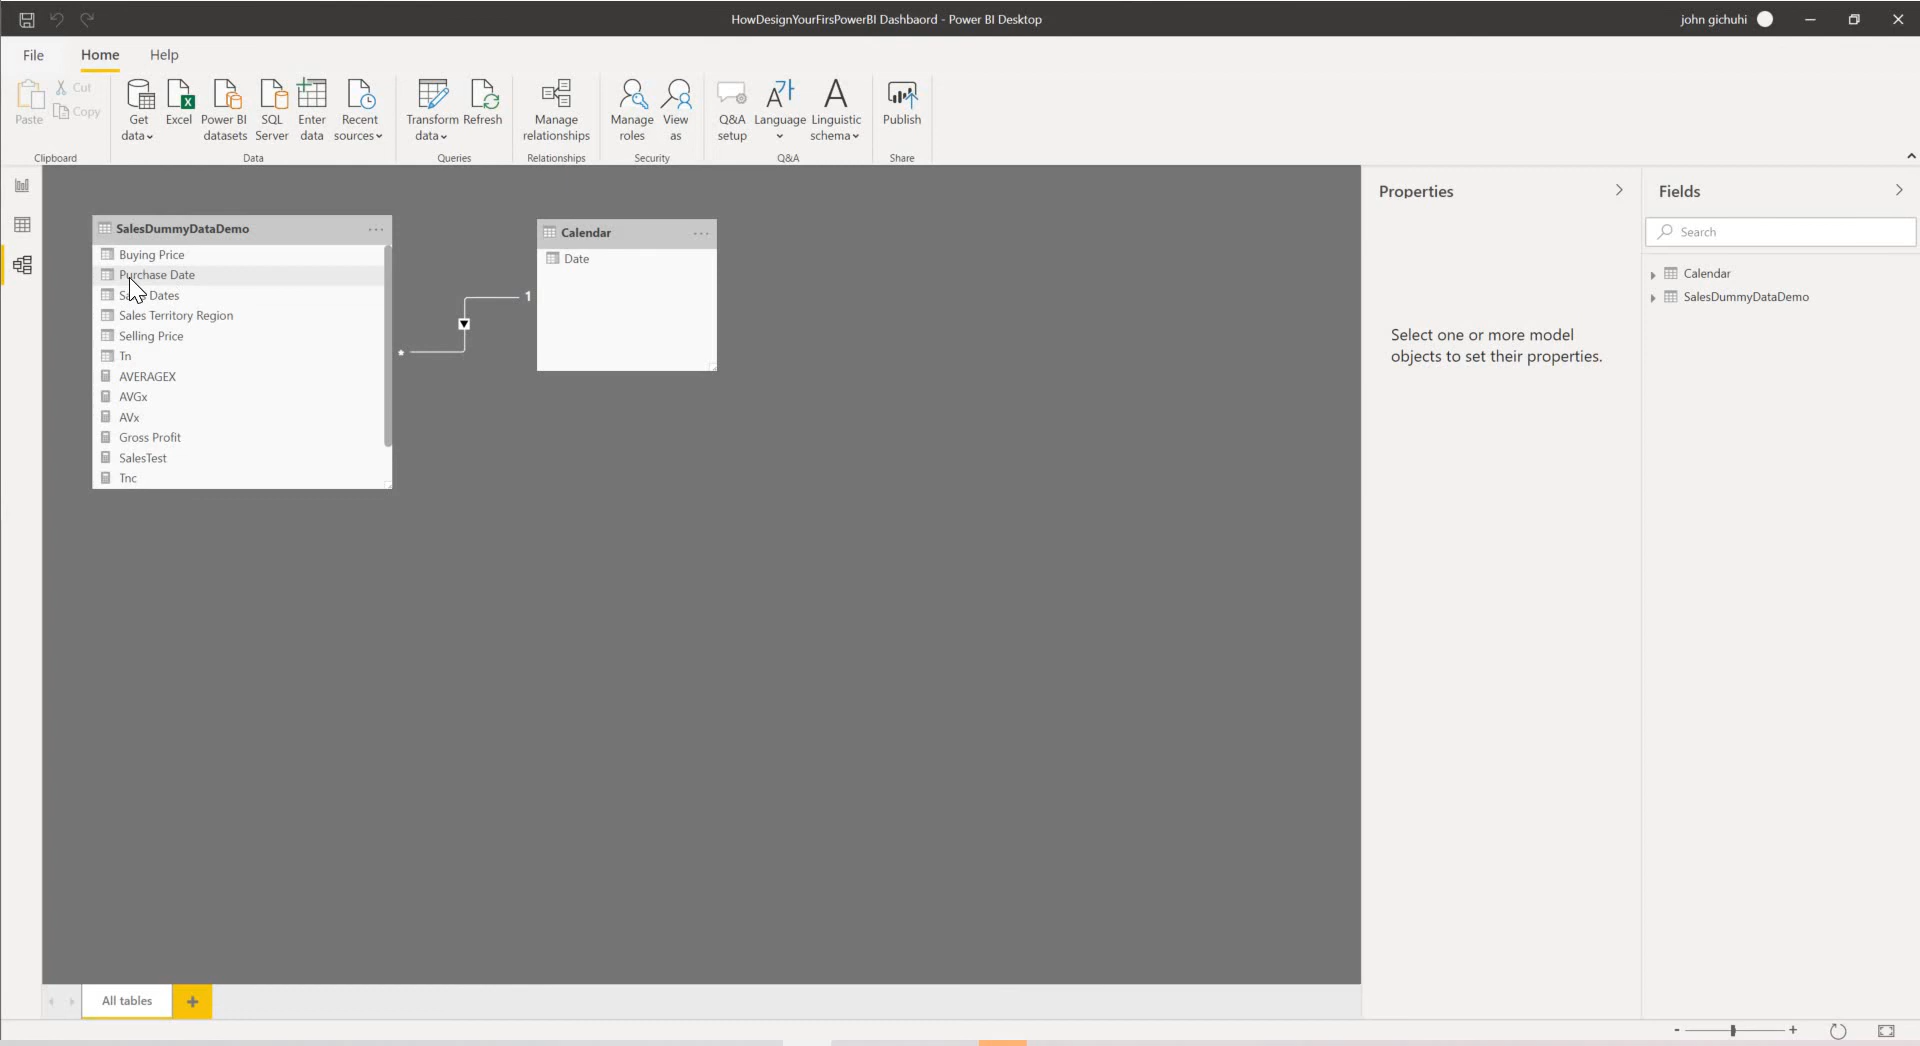 HowDesignYourFirsPowerBI Dashbaord - Power BI Desktop
john gichuhi
File
Home
Help
Paste
Cut
Copy
Get data
Excel
Power BI datasets
SQL Server
Enter data
Recent sources
Transform data
Refresh
Manage relationships
Manage roles
View as
Q&A setup
Language
Linguistic schema
Publish
Clipboard
Data
Queries
Relationships
Security
Q&A
Share
SalesDummyDataDemo
Buying Price
Purchase Date
Dates
Sales Territory Region
Selling Price
Tn
AVERAGEX
AVGx
AVx
Gross Profit
SalesTest
Tnc
*
1
Calendar
Date
Properties
Select one or more model
objects to set their properties.
Fields
Search
Calendar
SalesDummyDataDemo
All tables